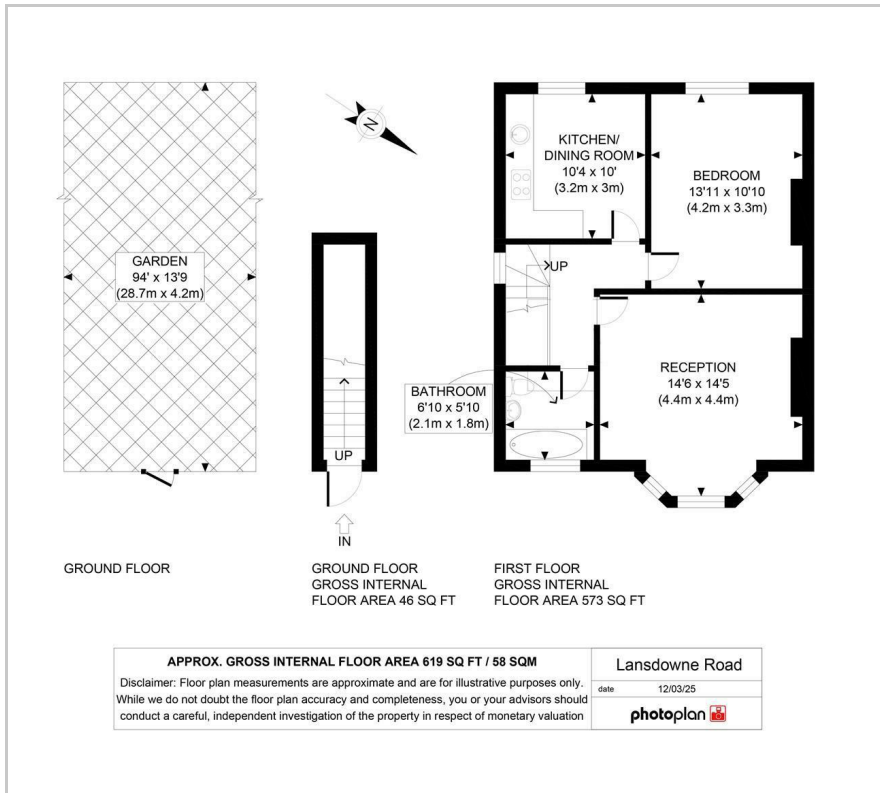 N
GARDEN
94' x 13'9
(28.7m x 4.2m)
UP
IN
KITCHEN/
DINING ROOM
10'4 x 10'
(3.2m x 3m)
BEDROOM
13'11 x 10'10
(4.2m x 3.3m)
UP
RECEPTION
14'6 x 14'5
(4.4m x 4.4m)
BATHROOM
6'10 x 5'10
(2.1m x 1.8m)
GROUND FLOOR
GROUND FLOOR
GROSS INTERNAL
FLOOR AREA 46 SQ FT
FIRST FLOOR
GROSS INTERNAL
FLOOR AREA 573 SQ FT
APPROX. GROSS INTERNAL FLOOR AREA 619 SQ FT / 58 SQM
Disclaimer: Floor plan measurements are approximate and are for illustrative purposes only.
While we do not doubt the floor plan accuracy and completeness, you or your advisors should
conduct a careful, independent investigation of the property in respect of monetary valuation
Lansdowne Road
date 12/03/25
photoplan